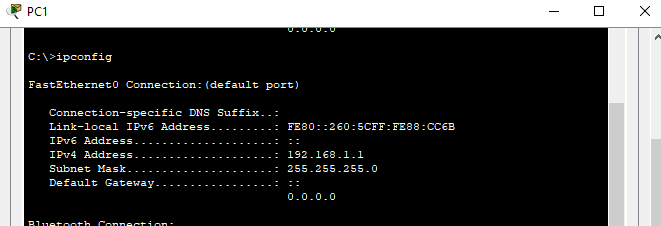 PC1
0.0.0.0
C:\>ipconfig
FastEthernet0 Connection:(default port)
Connection-specific DNS Suffix..:
Link-local IPv6 Address.........: FE80::260:5CFF:FE88:CC6B
IPv6 Address....................: ::
IPv4 Address....................: 192.168.1.1
Subnet Mask.....................: 255.255.255.0
Default Gateway.................: ::
0.0.0.0
Bluetooth Connection: